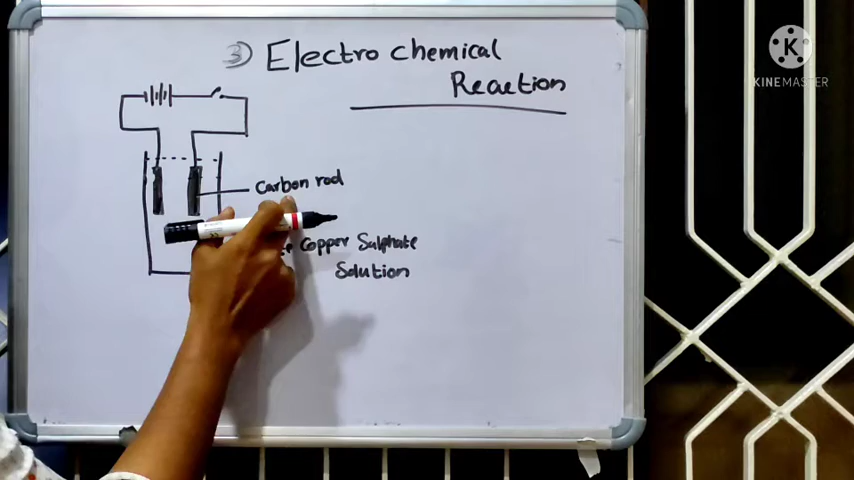 ③ Electro chemical
Reaction
Carbon rod
Copper Sulphate
Solution
K
KINEMASTER